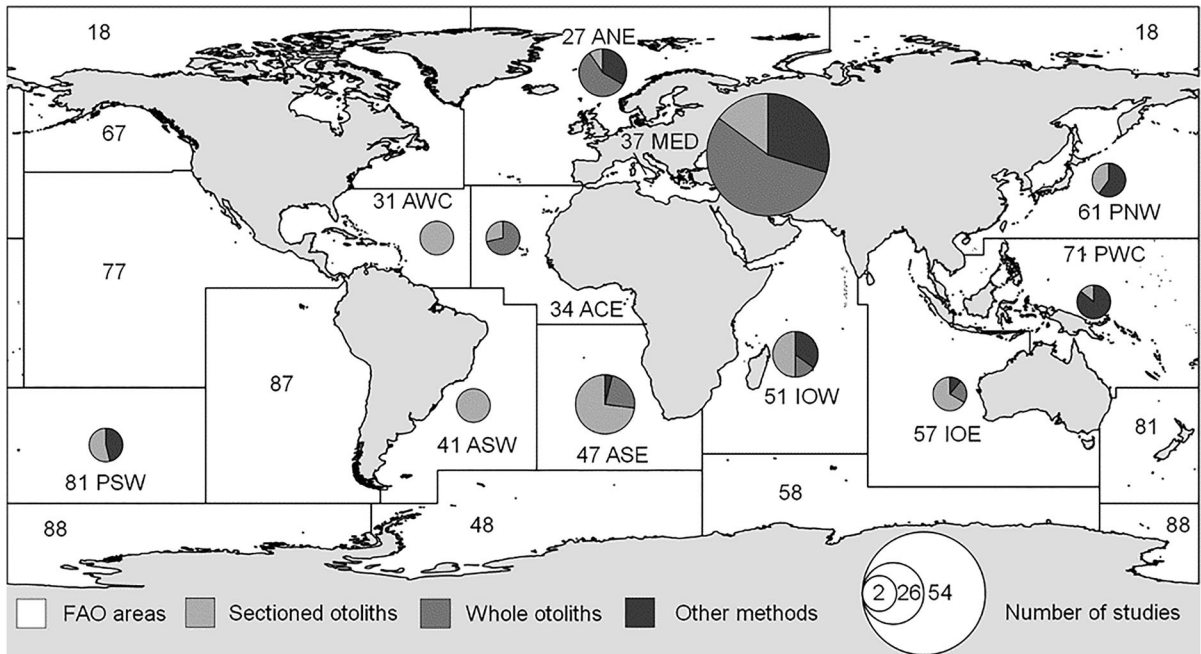 18
27 ANE
18
67
37 MED
61 PNW
31 AWC
77
71 PWC
34 ACE
87
51 IOW
57 IOE
81
41 ASW
47 ASE
81 PSW
58
88
48
88
2 26 54
FAO areas Sectioned otoliths Whole otoliths Other methods Number of studies